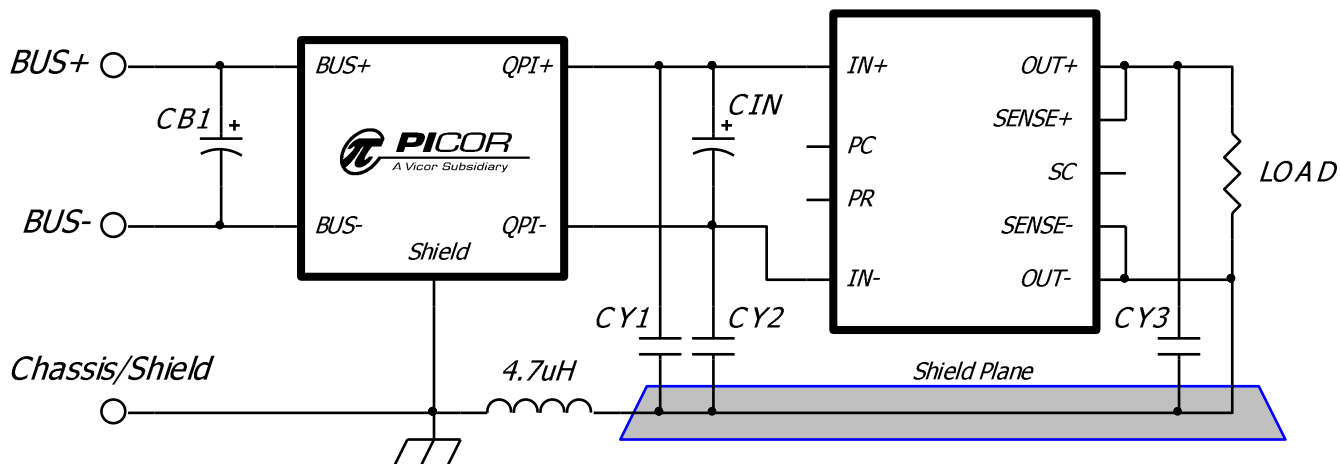 BUS+
BUS+
QPI+
CB1
+
π PICOR
A Vicor Subsidiary
BUS-
BUS-
QPI-
Shield
CIN
+
IN+
OUT+
SENSE+
PC
SC
PR
SENSE-
IN-
OUT-
LOAD
CY1
CY2
CY3
Chassis/Shield
4.7uH
Shield Plane